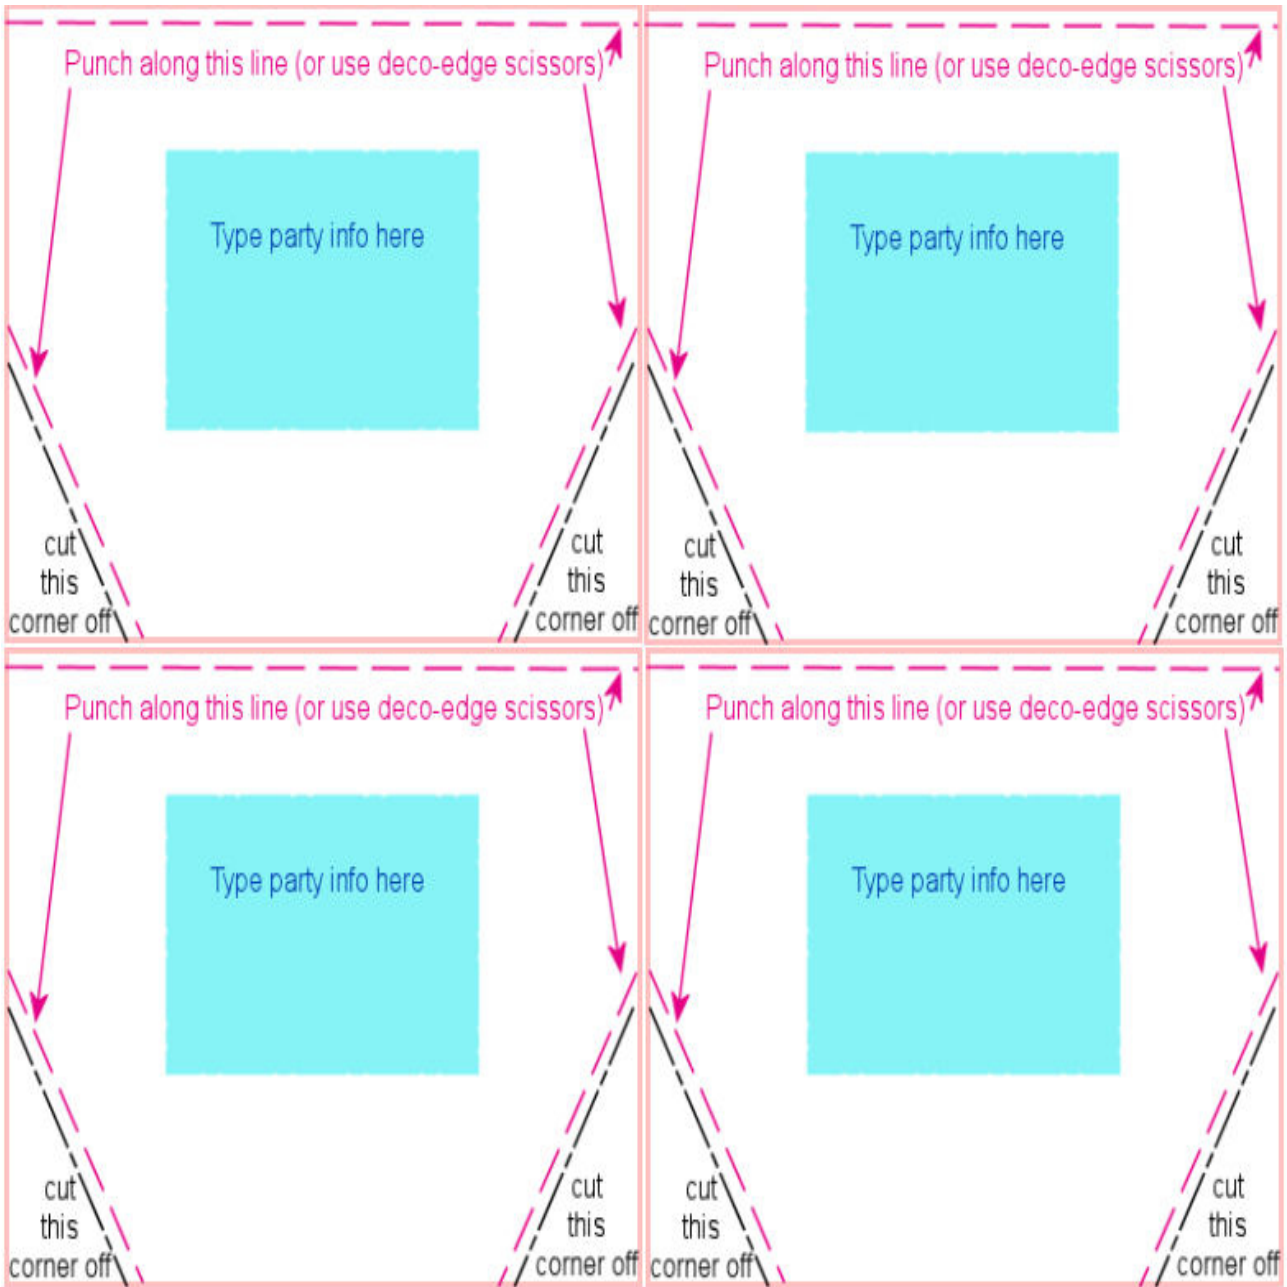 Punch along this line (or use deco-edge scissors)
Type party info here
cut
this
corner off
cut
this
corner off
Punch along this line (or use deco-edge scissors)
Type party info here
cut
this
corner off
cut
this
corner off
Punch along this line (or use deco-edge scissors)
Type party info here
cut
this
corner off
cut
this
corner off
Punch along this line (or use deco-edge scissors)
Type party info here
cut
this
corner off
cut
this
corner off